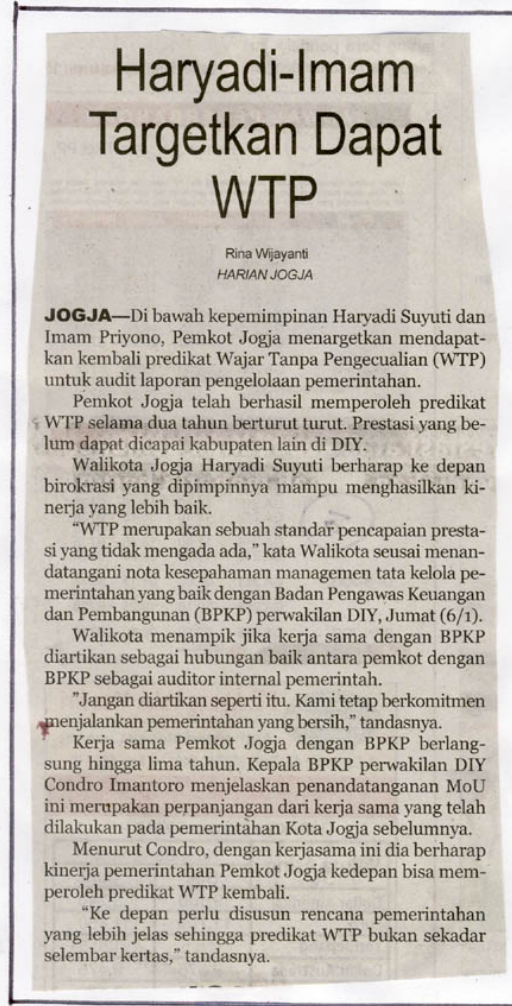 Haryadi-Imam
Targetkan Dapat
WTP
Rina Wijayanti
HARIAN JOGJA
JOGJA—Di bawah kepemimpinan Haryadi Suyuti dan
Imam Priyono, Pemkot Jogja menargetkan mendapat-
kan kembali predikat Wajar Tanpa Pengecualian (WTP)
untuk audit laporan pengelolaan pemerintahan.
Pemkot Jogja telah berhasil memperoleh predikat
WTP selama dua tahun berturut turut. Prestasi yang be-
lum dapat dicapai kabupaten lain di DIY.
Walikota Jogja Haryadi Suyuti berharap ke depan
birokrasi yang dipimpinnya mampu menghasilkan ki-
nerja yang lebih baik.
“WTP merupakan sebuah standar pencapaian presta-
si yang tidak mengada ada,” kata Walikota seusai menan-
datangani nota kesepahaman managemen tata kelola pe-
merintahan yang baik dengan Badan Pengawas Keuangan
dan Pembangunan (BPKP) perwakilan DIY, Jumat (6/1).
Walikota menampik jika kerja sama dengan BPKP
diartikan sebagai hubungan baik antara pemkot dengan
BPKP sebagai auditor internal pemerintah.
”Jangan diartikan seperti itu. Kami tetap berkomitmen
menjalankan pemerintahan yang bersih,” tandasnya.
Kerja sama Pemkot Jogja dengan BPKP berlang-
sung hingga lima tahun. Kepala BPKP perwakilan DIY
Condro Imantoro menjelaskan penandatanganan MoU
ini merupakan perpanjangan dari kerja sama yang telah
dilakukan pada pemerintahan Kota Jogja sebelumnya.
Menurut Condro, dengan kerjasama ini dia berharap
kinerja pemerintahan Pemkot Jogja kedepan bisa mem-
peroleh predikat WTP kembali.
“Ke depan perlu disusun rencana pemerintahan
yang lebih jelas sehingga predikat WTP bukan sekadar
selembar kertas,” tandasnya.